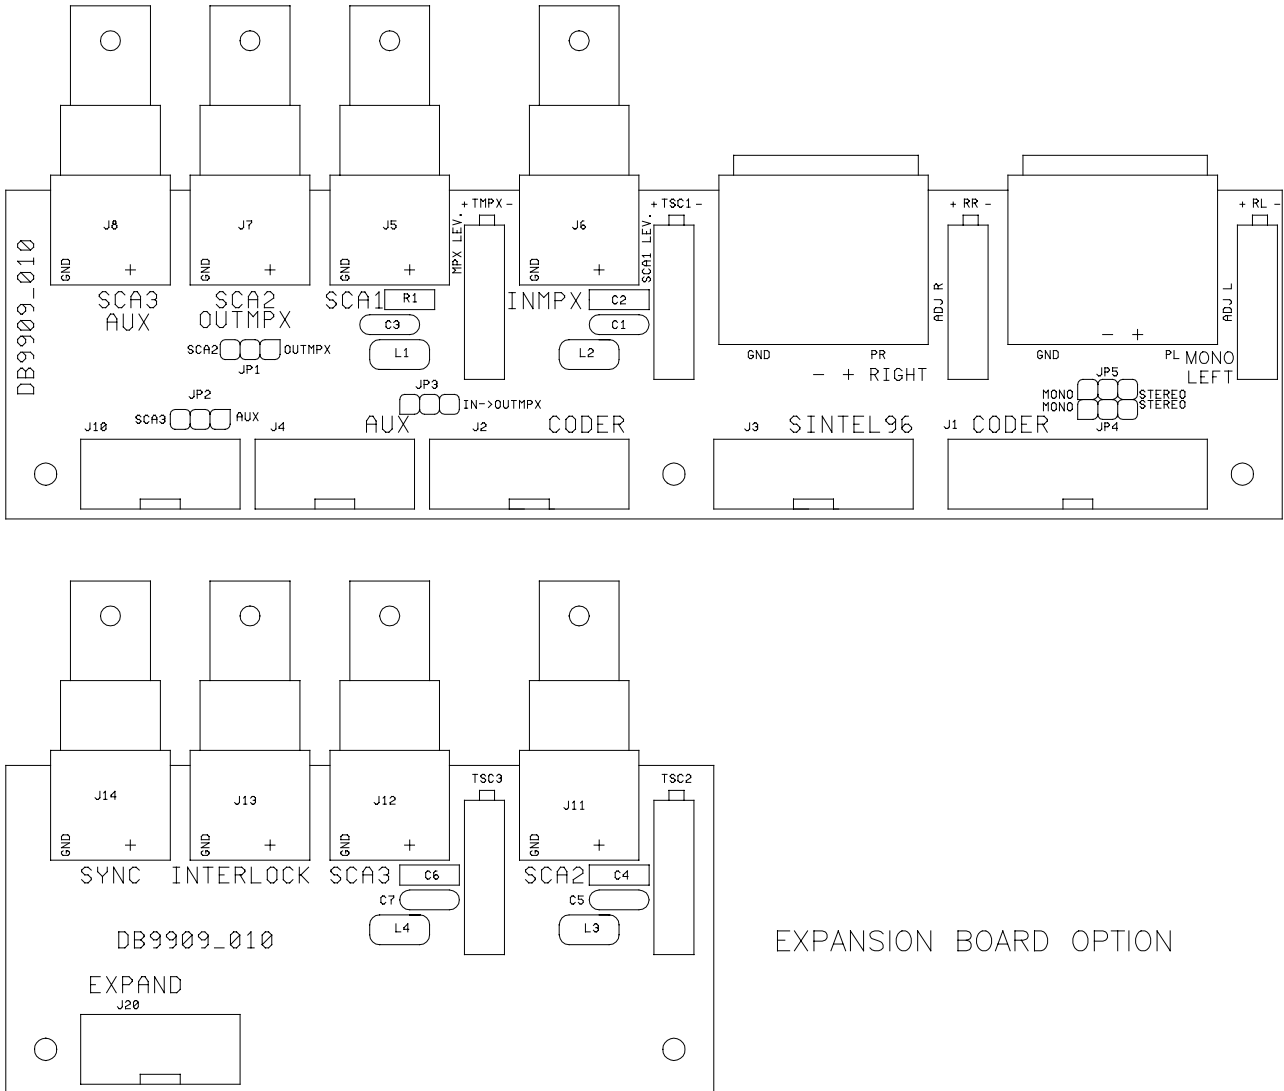 + TMPX -
+ TSC1 -
+ RR -
+ RL -
J8
J7
J5
J6
MPX LEV.
SCA1 LEV.
GND +
GND +
GND +
GND +
DB9909_010
ADJ R
ADJ L
SCA3
AUX
SCA2
OUTMPX
SCA1
R1
INMPX
C2
C3
C1
L1
L2
- +
GND
PR
- + RIGHT
GND
PL
MONO
LEFT
SCA2
OUTMPX
JP1
JP2
SCA3
AUX
JP3
IN->OUTMPX
JP5
MONO
STEREO
MONO
STEREO
JP4
J10
J4
AUX
J2
CODER
J3
SINTEL96
J1
CODER
TSC3
TSC2
J14
J13
J12
J11
GND +
GND +
GND +
GND +
SYNC
INTERLOCK
SCA3
C6
SCA2
C4
C7
C5
L4
L3
DB9909_010
EXPANSION BOARD OPTION
EXPAND
J20